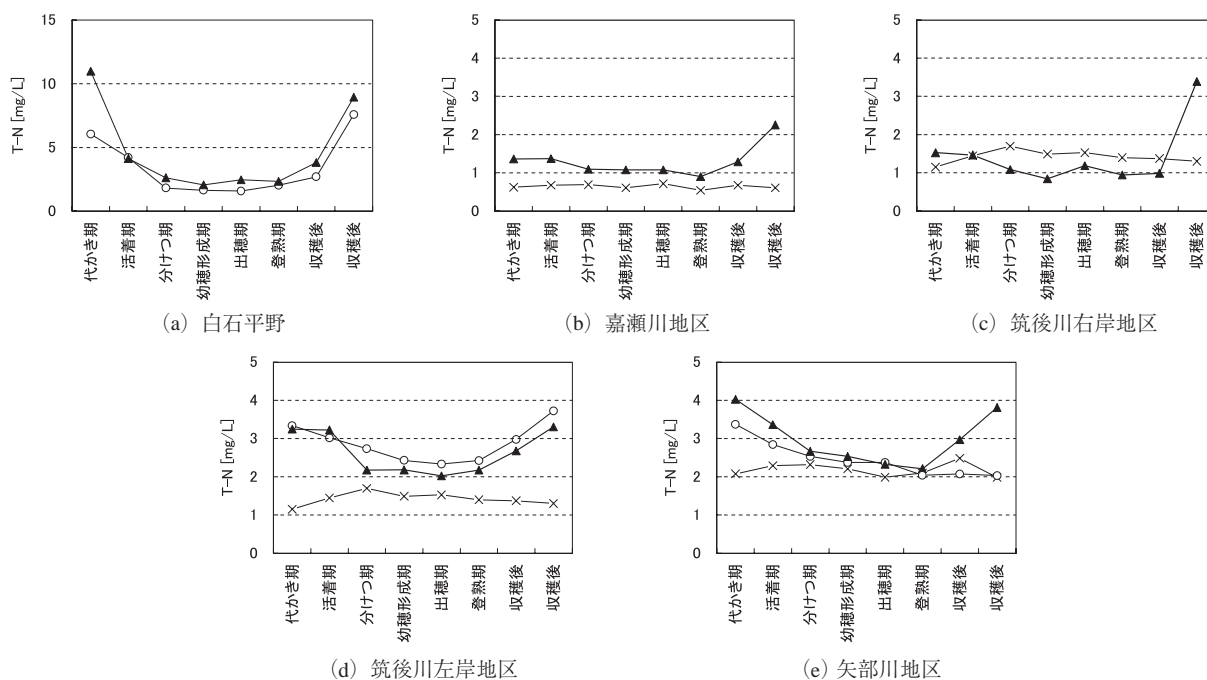 15
10
5
0
T-N [mg/L]
代かき期
活着期
分けつ期
幼穂形成期
出穂期
登熟期
収穫後
収穫後
(a) 白石平野
5
4
3
2
1
0
T-N [mg/L]
代かき期
活着期
分けつ期
幼穂形成期
出穂期
登熟期
収穫後
収穫後
(b) 嘉瀬川地区
5
4
3
2
1
0
T-N [mg/L]
代かき期
活着期
分けつ期
幼穂形成期
出穂期
登熟期
収穫後
収穫後
(c) 筑後川右岸地区
5
4
3
2
1
0
T-N [mg/L]
代かき期
活着期
分けつ期
幼穂形成期
出穂期
登熟期
収穫後
収穫後
(d) 筑後川左岸地区
5
4
3
2
1
0
T-N [mg/L]
代かき期
活着期
分けつ期
幼穂形成期
出穂期
登熟期
収穫後
収穫後
(e) 矢部川地区